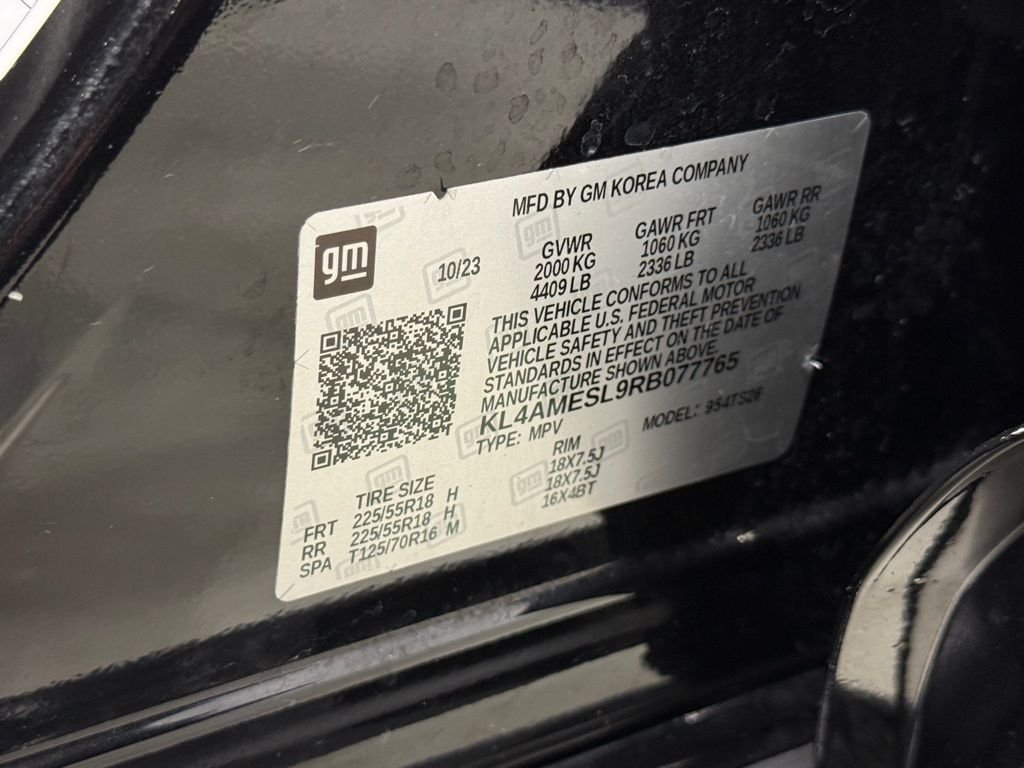 MFD BY GM KOREA COMPANY
gm
10/23
GVWR GAWR FRT GAWR RR
2000 KG 1060 KG 1060 KG
4409 LB 2336 LB 2336 LB
THIS VEHICLE CONFORMS TO ALL
APPLICABLE U.S. FEDERAL MOTOR
VEHICLE SAFETY AND THEFT PREVENTION
STANDARDS IN EFFECT ON THE DATE OF
MANUFACTURE SHOWN ABOVE.
KL4AMESL9RB077765
TYPE: MPV MODEL: 954TS26
TIRE SIZE RIM
FRT 225/55R18 H 18X7.5J
RR 225/55R18 H 18X7.5J
SPA T125/70R16 M 16X4BT